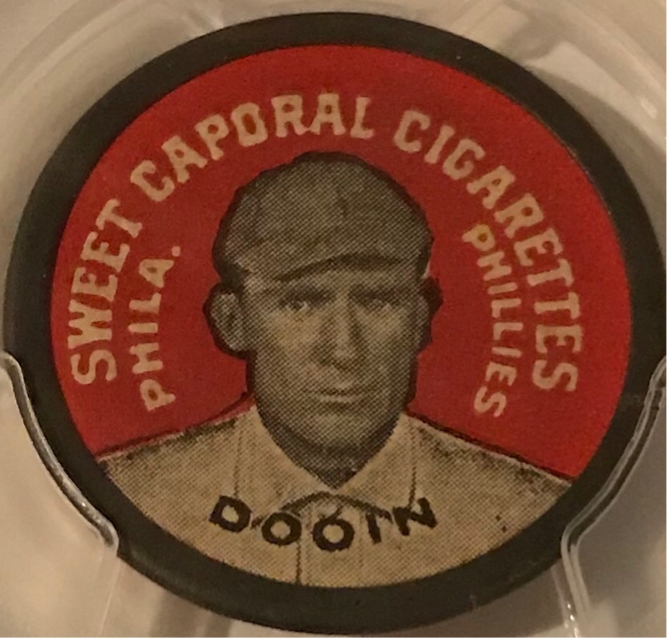 SWEET CAPORAL CIGARETTES
PHILA.
PHILLIES
DOOIN